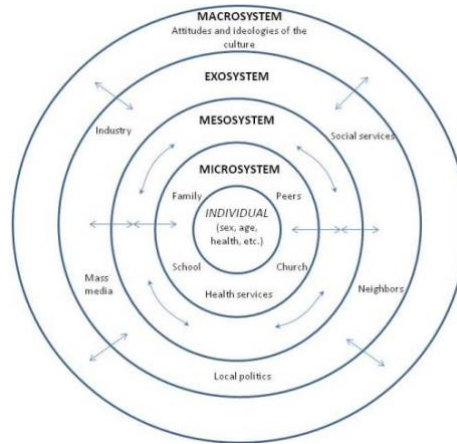 MACROSYSTEM
Attitudes and ideologies of the
culture
EXOSYSTEM
MESOSYSTEM
Industry
Social services
MICROSYSTEM
Family
Peers
INDIVIDUAL
(sex, age,
health, etc.)
School
Church
Mass
media
Health services
Neighbors
Local politics